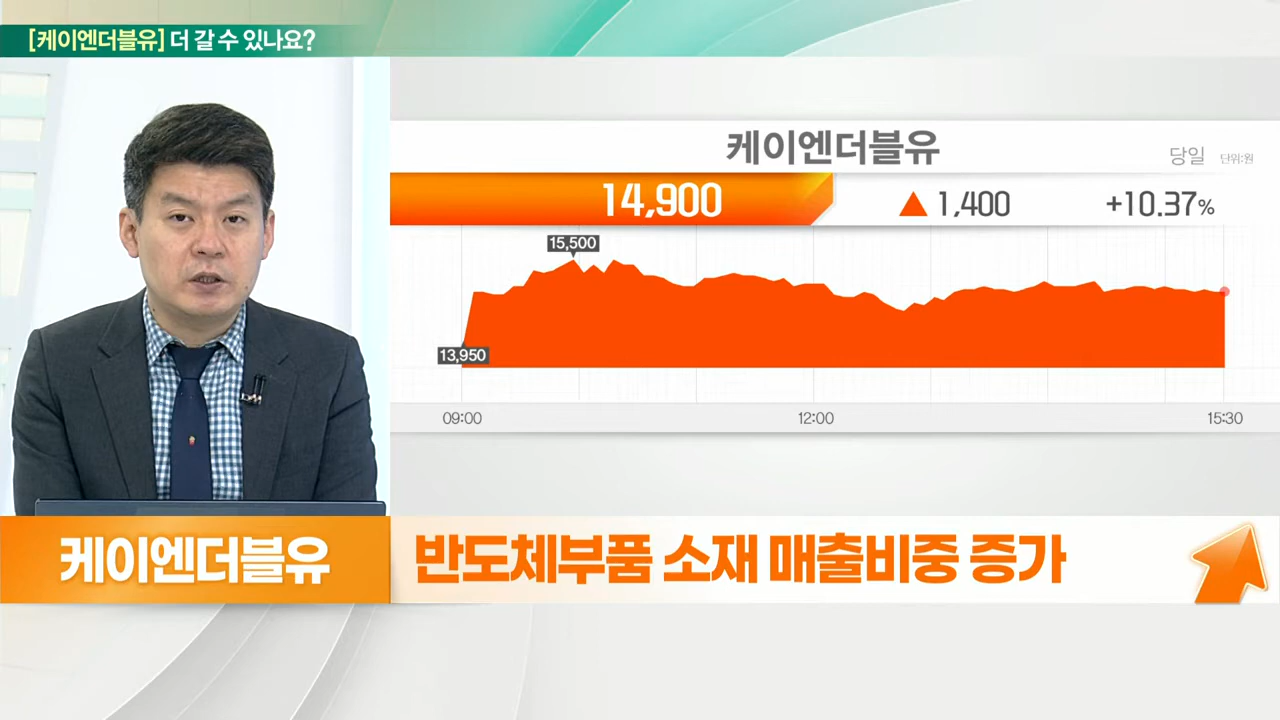 [케이엔더블유] 더 갈 수 있나요?
케이엔더블유
당일 단위:원
14,900 ▲ 1,400 +10.37%
15,500
13,950
09:00 12:00 15:30
케이엔더블유 반도체부품 소재 매출비중 증가